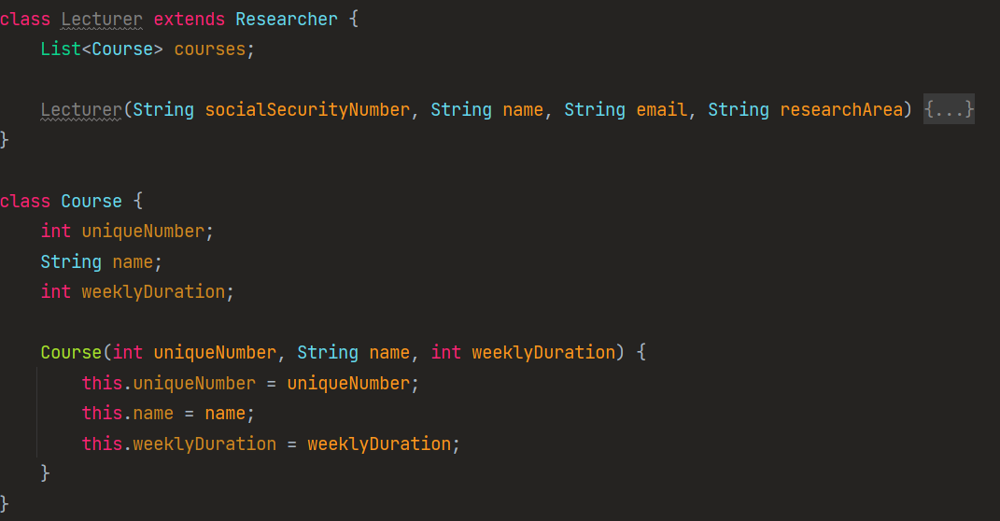 class Lecturer extends Researcher {
    List<Course> courses;

    Lecturer(String socialSecurityNumber, String name, String email, String researchArea) {...}
}

class Course {
    int uniqueNumber;
    String name;
    int weeklyDuration;

    Course(int uniqueNumber, String name, int weeklyDuration) {
        this.uniqueNumber = uniqueNumber;
        this.name = name;
        this.weeklyDuration = weeklyDuration;
    }
}